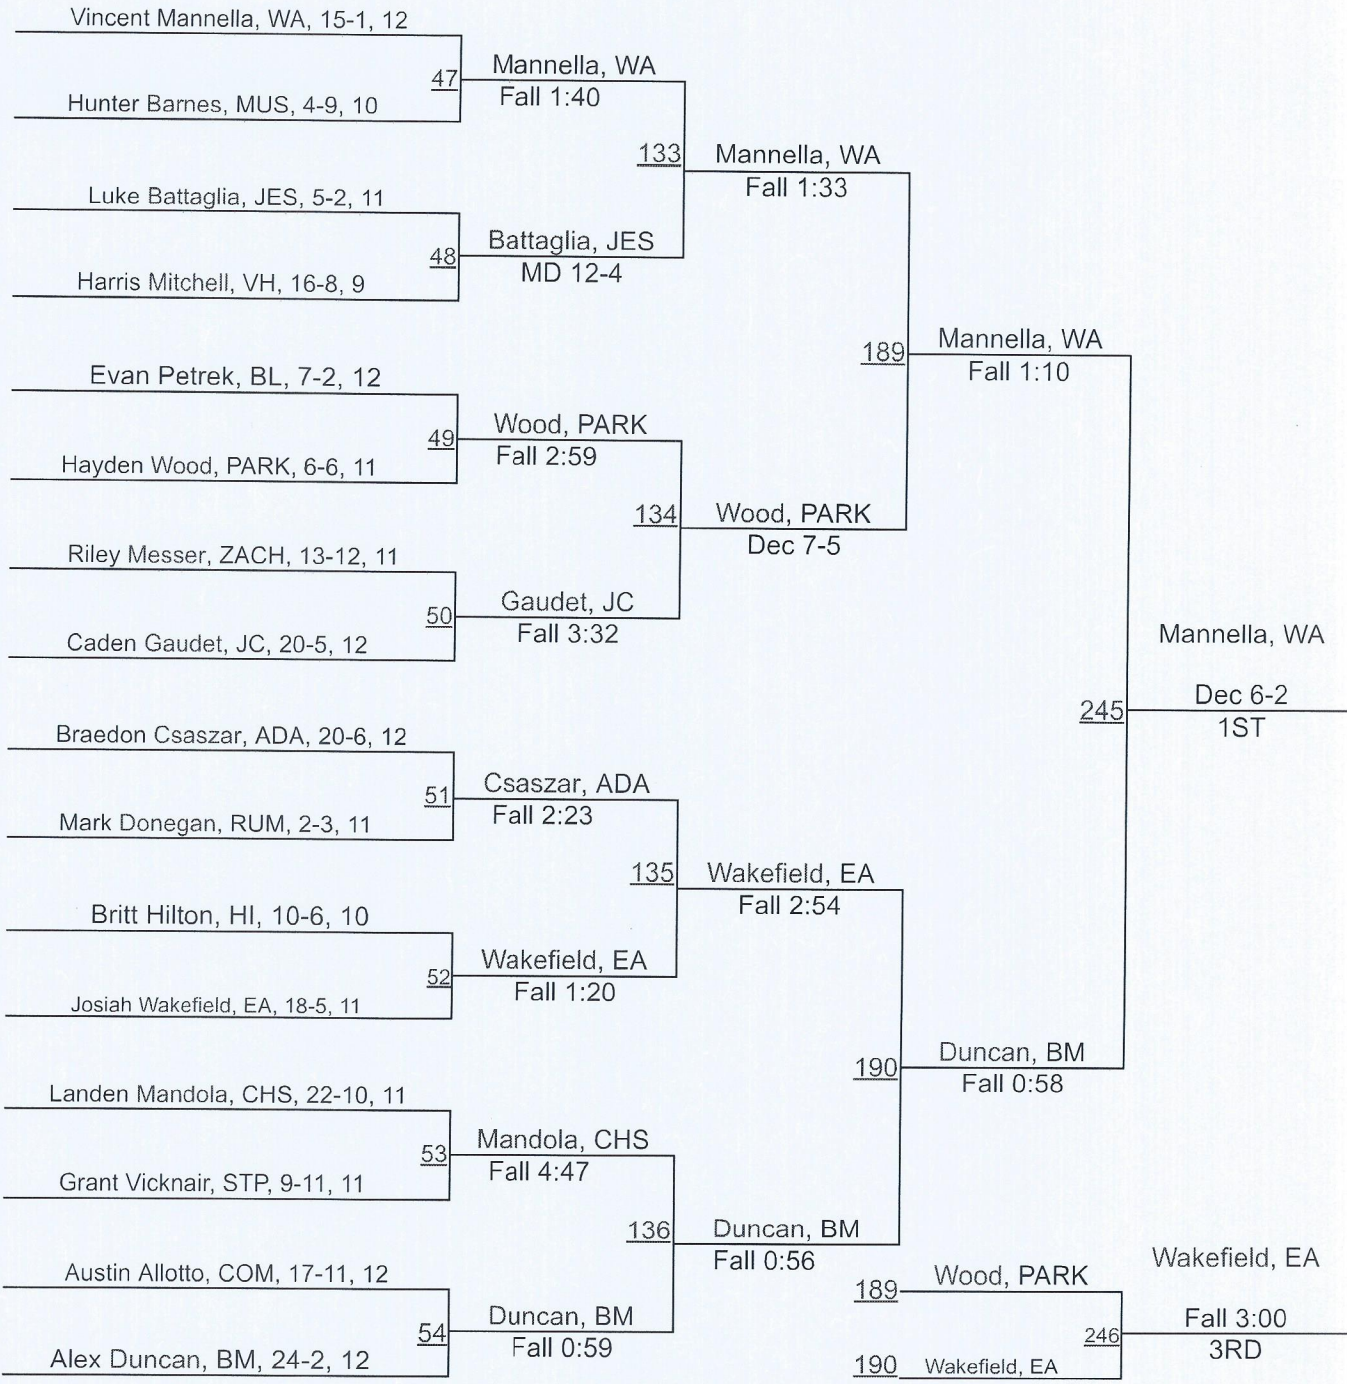 Vincent Mannella, WA, 15-1, 12
47
Mannella, WA
Fall 1:40
Hunter Barnes, MUS, 4-9, 10
133
Mannella, WA
Fall 1:33
Luke Battaglia, JES, 5-2, 11
48
Battaglia, JES
MD 12-4
Harris Mitchell, VH, 16-8, 9
189
Mannella, WA
Fall 1:10
Evan Petrek, BL, 7-2, 12
49
Wood, PARK
Fall 2:59
Hayden Wood, PARK, 6-6, 11
134
Wood, PARK
Dec 7-5
Riley Messer, ZACH, 13-12, 11
50
Gaudet, JC
Fall 3:32
Caden Gaudet, JC, 20-5, 12
Mannella, WA
245
Dec 6-2
1ST
Braedon Csaszar, ADA, 20-6, 12
51
Csaszar, ADA
Fall 2:23
Mark Donegan, RUM, 2-3, 11
135
Wakefield, EA
Fall 2:54
Britt Hilton, HI, 10-6, 10
52
Wakefield, EA
Fall 1:20
Josiah Wakefield, EA, 18-5, 11
190
Duncan, BM
Fall 0:58
Landen Mandola, CHS, 22-10, 11
53
Mandola, CHS
Fall 4:47
Grant Vicknair, STP, 9-11, 11
136
Duncan, BM
Fall 0:56
Austin Allotto, COM, 17-11, 12
54
Duncan, BM
Fall 0:59
Alex Duncan, BM, 24-2, 12
189
Wood, PARK
190
Wakefield, EA
246
Wakefield, EA
Fall 3:00
3RD